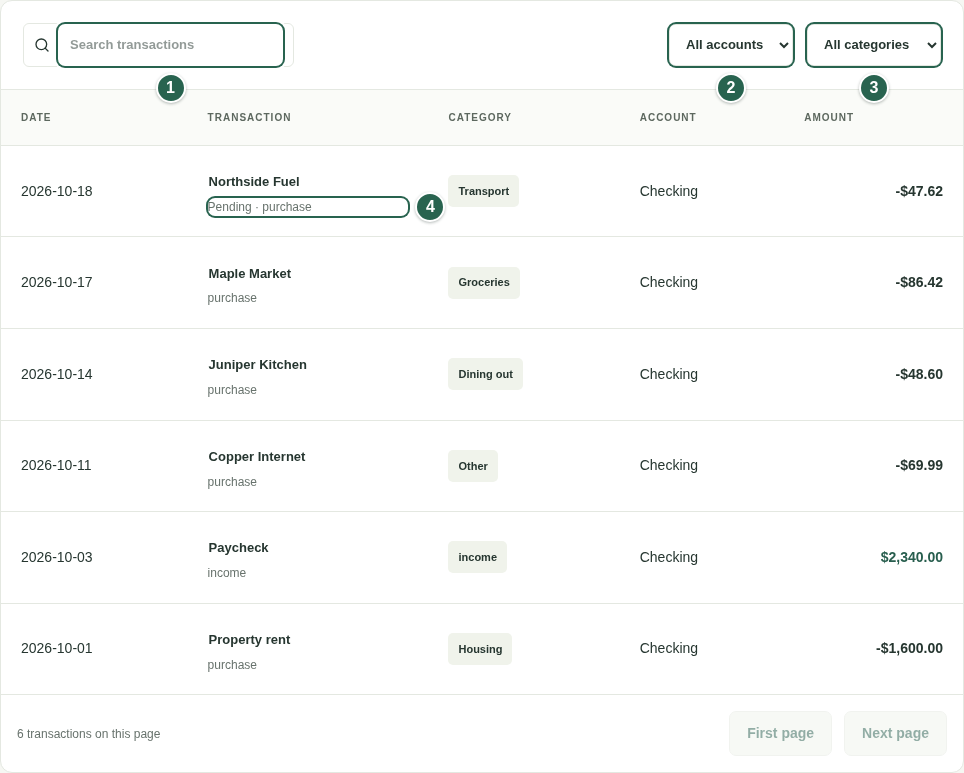 Search transactions
All accounts
All categories
1
2
3
DATE TRANSACTION CATEGORY ACCOUNT AMOUNT
2026-10-18 Northside Fuel Transport Checking -$47.62
Pending · purchase 4
2026-10-17 Maple Market Groceries Checking -$86.42
purchase
2026-10-14 Juniper Kitchen Dining out Checking -$48.60
purchase
2026-10-11 Copper Internet Other Checking -$69.99
purchase
2026-10-03 Paycheck income Checking $2,340.00
income
2026-10-01 Property rent Housing Checking -$1,600.00
purchase
6 transactions on this page
First page
Next page